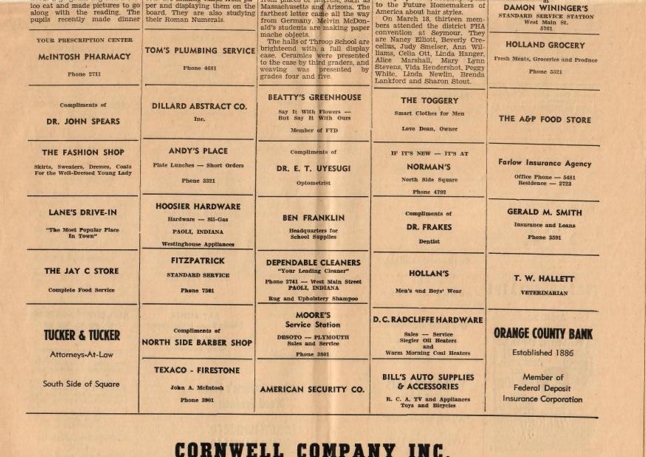 too eat and made pictures to go
along with the reading. The
pupils recently made dinner
YOUR PRESCRIPTION CENTER
McINTOSH PHARMACY
Phone 2711
Compliments of
DR. JOHN SPEARS
THE FASHION SHOP
Skirts, Sweaters, Dresses, Coats
For the Well-Dressed Young Lady
LANE'S DRIVE-IN
"The Most Popular Place
In Town"
THE JAY C STORE
Complete Food Service
TUCKER & TUCKER
Attorneys-At-Law
South Side of Square
per and displaying them on the
board. They are also studying
their Roman Numerals.
TOM'S PLUMBING SERVICE
Phone 4691
DILLARD ABSTRACT CO.
Inc.
ANDY'S PLACE
Plate Lunches — Short Orders
Phone 3321
HOOSIER HARDWARE
Hardware — Sil-Gas
PAOLI, INDIANA
Westinghouse Appliances
FITZPATRICK
STANDARD SERVICE
Phone 7561
Compliments of
NORTH SIDE BARBER SHOP
TEXACO - FIRESTONE
John A. McIntosh
Phone 3901
Massachusetts and Arizona. The
farthest letter came all the way
from Germany. Melvin McDon-
ald's students are making paper
mache objects.
The halls of Throop School are
brightened with a full display
case. Ceramics were presented
to the case by third graders, and
weaving was presented by
grades four and five.
BEATTY'S GREENHOUSE
Say It With Flowers —
But Say It With Ours
Member of FTD
Compliments of
DR. E. T. UYESUGI
Optometrist
BEN FRANKLIN
Headquarters for
School Supplies
DEPENDABLE CLEANERS
"Your Leading Cleaner"
Phone 2741 — West Main Street
PAOLI, INDIANA
Rug and Upholstery Shampoo
MOORE'S
Service Station
DESOTO — PLYMOUTH
Sales and Service
Phone 3801
AMERICAN SECURITY CO.
to the Future Homemakers of
America about hair styles.
On March 18, thirteen mem-
bers attended the district FHA
convention at Seymour. They
are Nancy Elliott, Beverly Cre-
celius, Judy Smelser, Ann Wil-
liams, Celia Ott, Linda Hanger,
Alice Marshall, Mary Lynn
Stevens, Vida Hendershot, Peggy
White, Linda Newlin, Brenda
Lankford and Sharon Stout.
THE TOGGERY
Smart Clothes for Men
Love Dean, Owner
IF IT'S NEW — IT'S AT
NORMAN'S
North Side Square
Phone 4722
Compliments of
DR. FRAKES
Dentist
HOLLAN'S
Men's and Boys' Wear
D.C. RADCLIFFE HARDWARE
Sales — Service
Siegler Oil Heaters
and
Warm Morning Coal Heaters
BILL'S AUTO SUPPLIES
& ACCESSORIES
R. C. A. TV and Appliances
Toys and Bicycles
DAMON WININGER'S
STANDARD SERVICE STATION
West Main St.
5761
HOLLAND GROCERY
Fresh Meats, Groceries and Produce
Phone 5321
THE A&P FOOD STORE
Farlow Insurance Agency
Office Phone — 5481
Residence — 2723
GERALD M. SMITH
Insurance and Loans
Phone 3591
T. W. HALLETT
VETERINARIAN
ORANGE COUNTY BANK
Established 1886
Member of
Federal Deposit
Insurance Corporation
CORNWELL COMPANY INC.